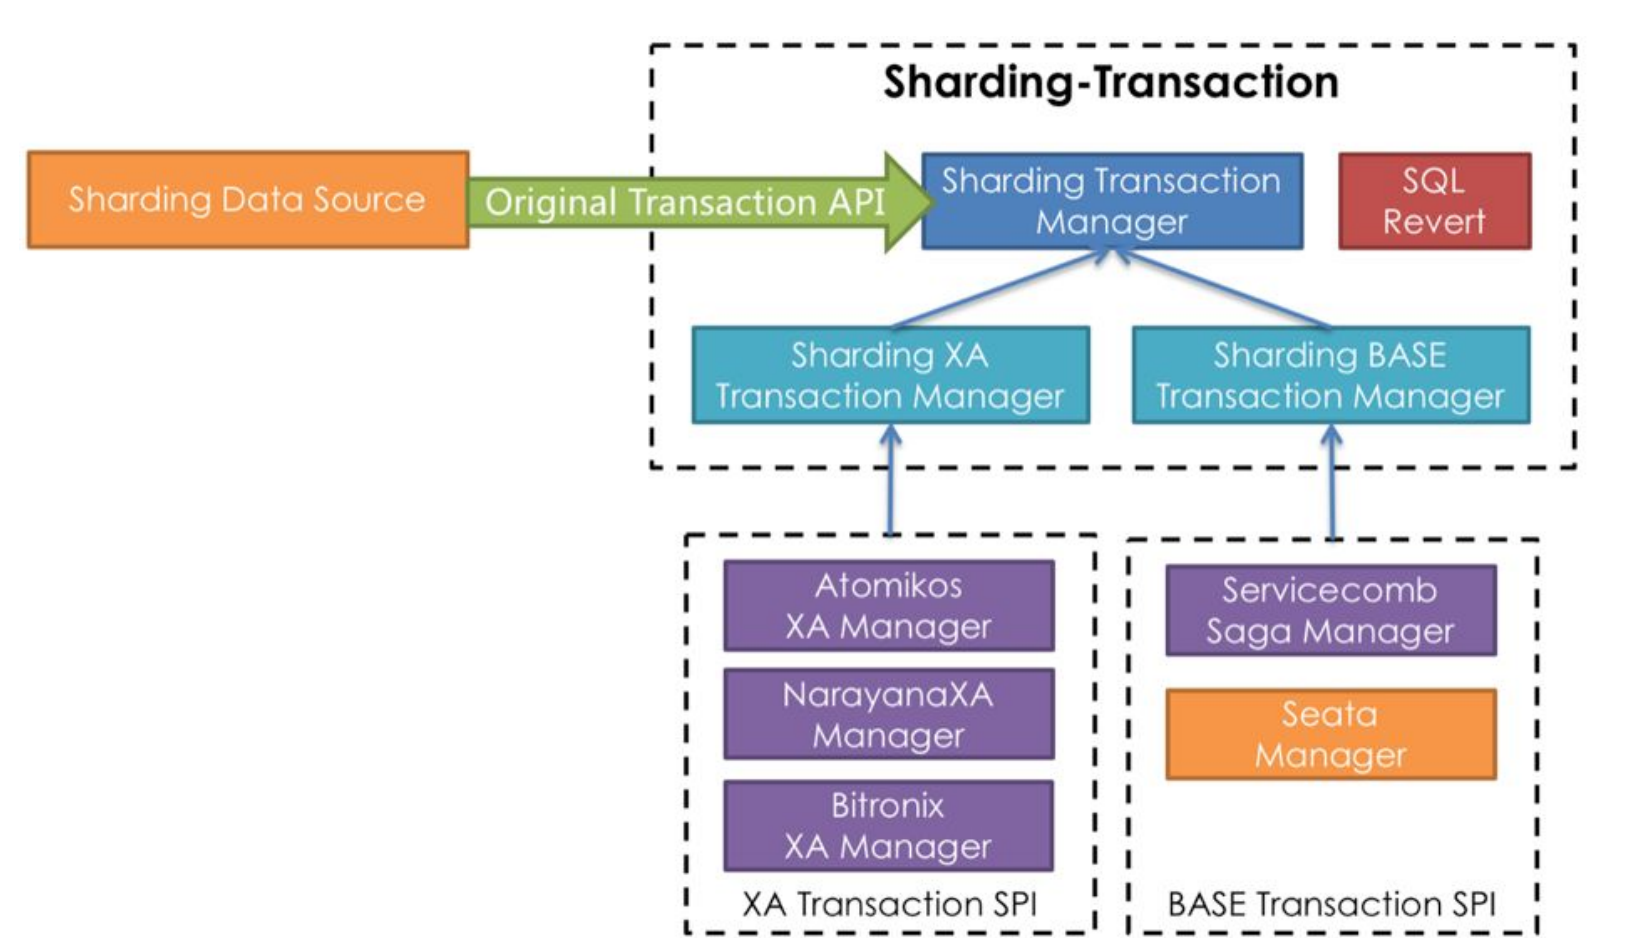 Sharding-Transaction
Sharding Data Source
Original Transaction API
Sharding Transaction
Manager
SQL
Revert
Sharding XA
Transaction Manager
Sharding BASE
Transaction Manager
Atomikos
XA Manager
NarayanaXA
Manager
Bitronix
XA Manager
XA Transaction SPI
Servicecomb
Saga Manager
Seata
Manager
BASE Transaction SPI